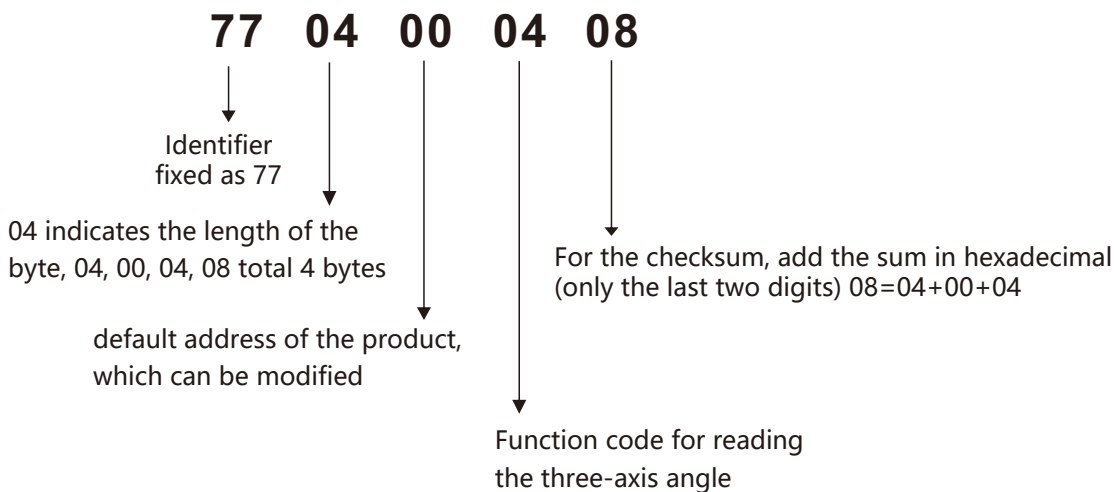 77 04 00 04 08
Identifier
fixed as 77
04 indicates the length of the
byte, 04, 00, 04, 08 total 4 bytes
For the checksum, add the sum in hexadecimal
(only the last two digits) 08=04+00+04
default address of the product,
which can be modified
Function code for reading
the three-axis angle